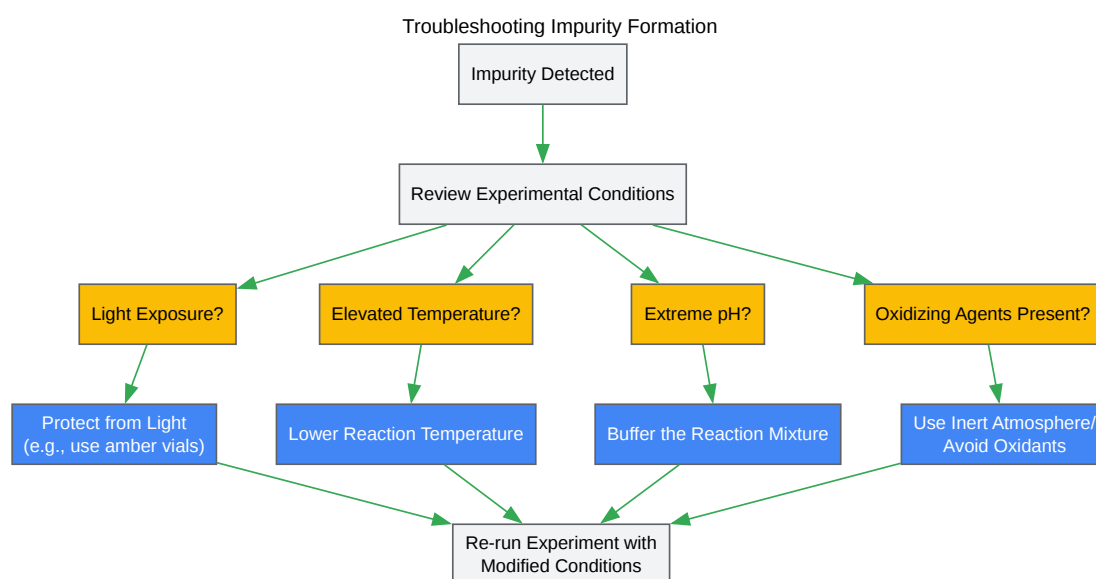 Troubleshooting Impurity Formation
Impurity Detected
Review Experimental Conditions
Light Exposure?
Elevated Temperature?
Extreme pH?
Oxidizing Agents Present?
Protect from Light
(e.g., use amber vials)
Lower Reaction Temperature
Buffer the Reaction Mixture
Use Inert Atmosphere/
Avoid Oxidants
Re-run Experiment with
Modified Conditions